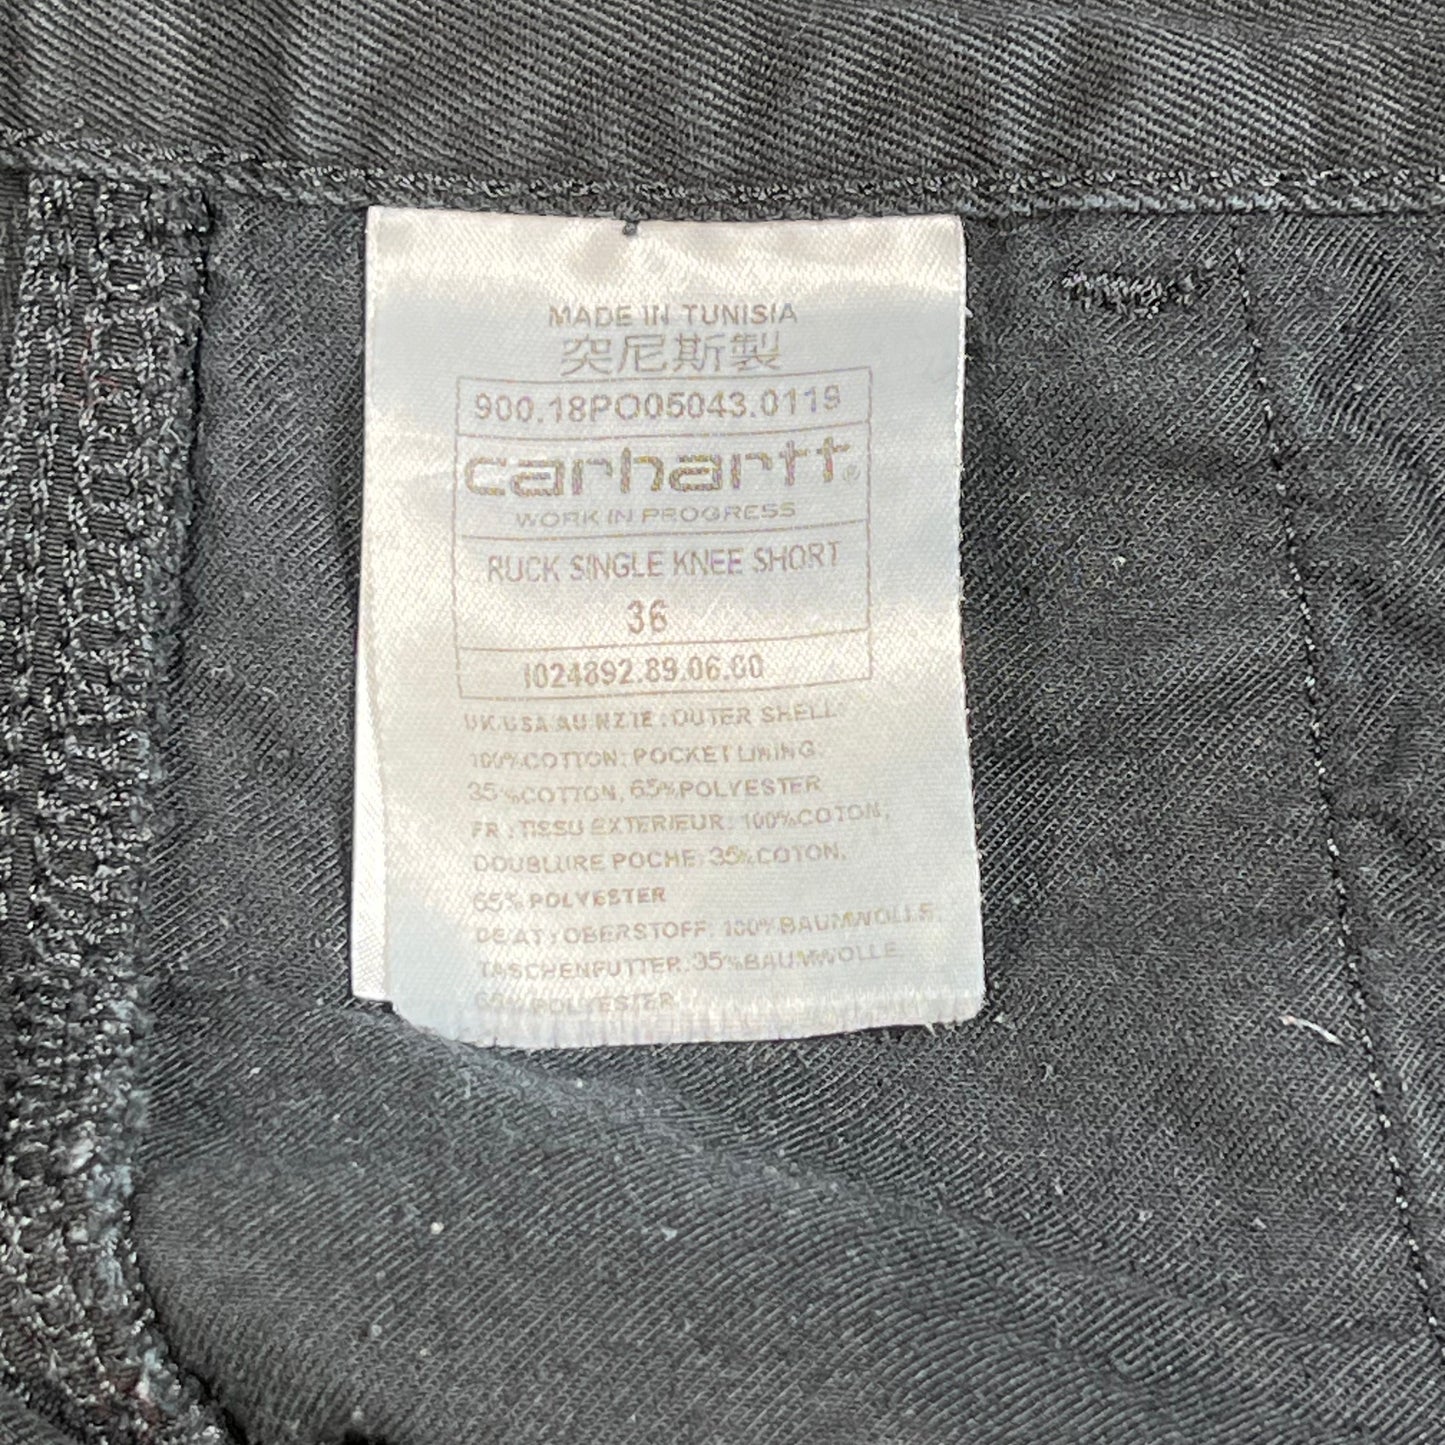 MADE IN TUNISIA
突尼斯製
900.18PO05043.0119
carhartt®
WORK IN PROGRESS
RUCK SINGLE KNEE SHORT
36
I024892.89.06.00
UK USA AU NZ IE : OUTER SHELL
100% COTTON; POCKET LINING
35% COTTON, 65% POLYESTER
FR : TISSU EXTERIEUR: 100% COTON;
DOUBLURE POCHE: 35% COTON,
65% POLYESTER
DE AT : OBERSTOFF: 100% BAUMWOLLE;
TASCHENFUTTER: 35% BAUMWOLLE,
65% POLYESTER